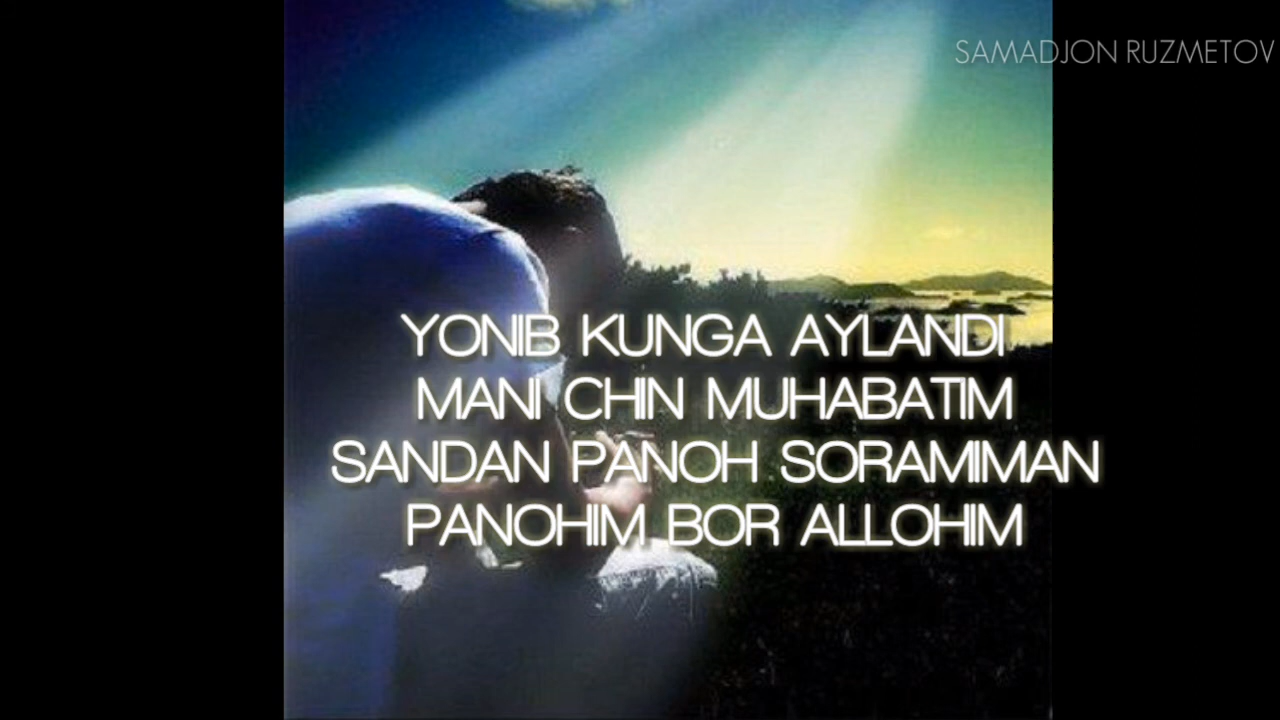 SAMADJON RUZMETOV
YONIB KUNGA AYLANDI
MANI CHIN MUHABATIM
SANDAN PANOH SORAMIMAN
PANOHIM BOR ALLOHIM